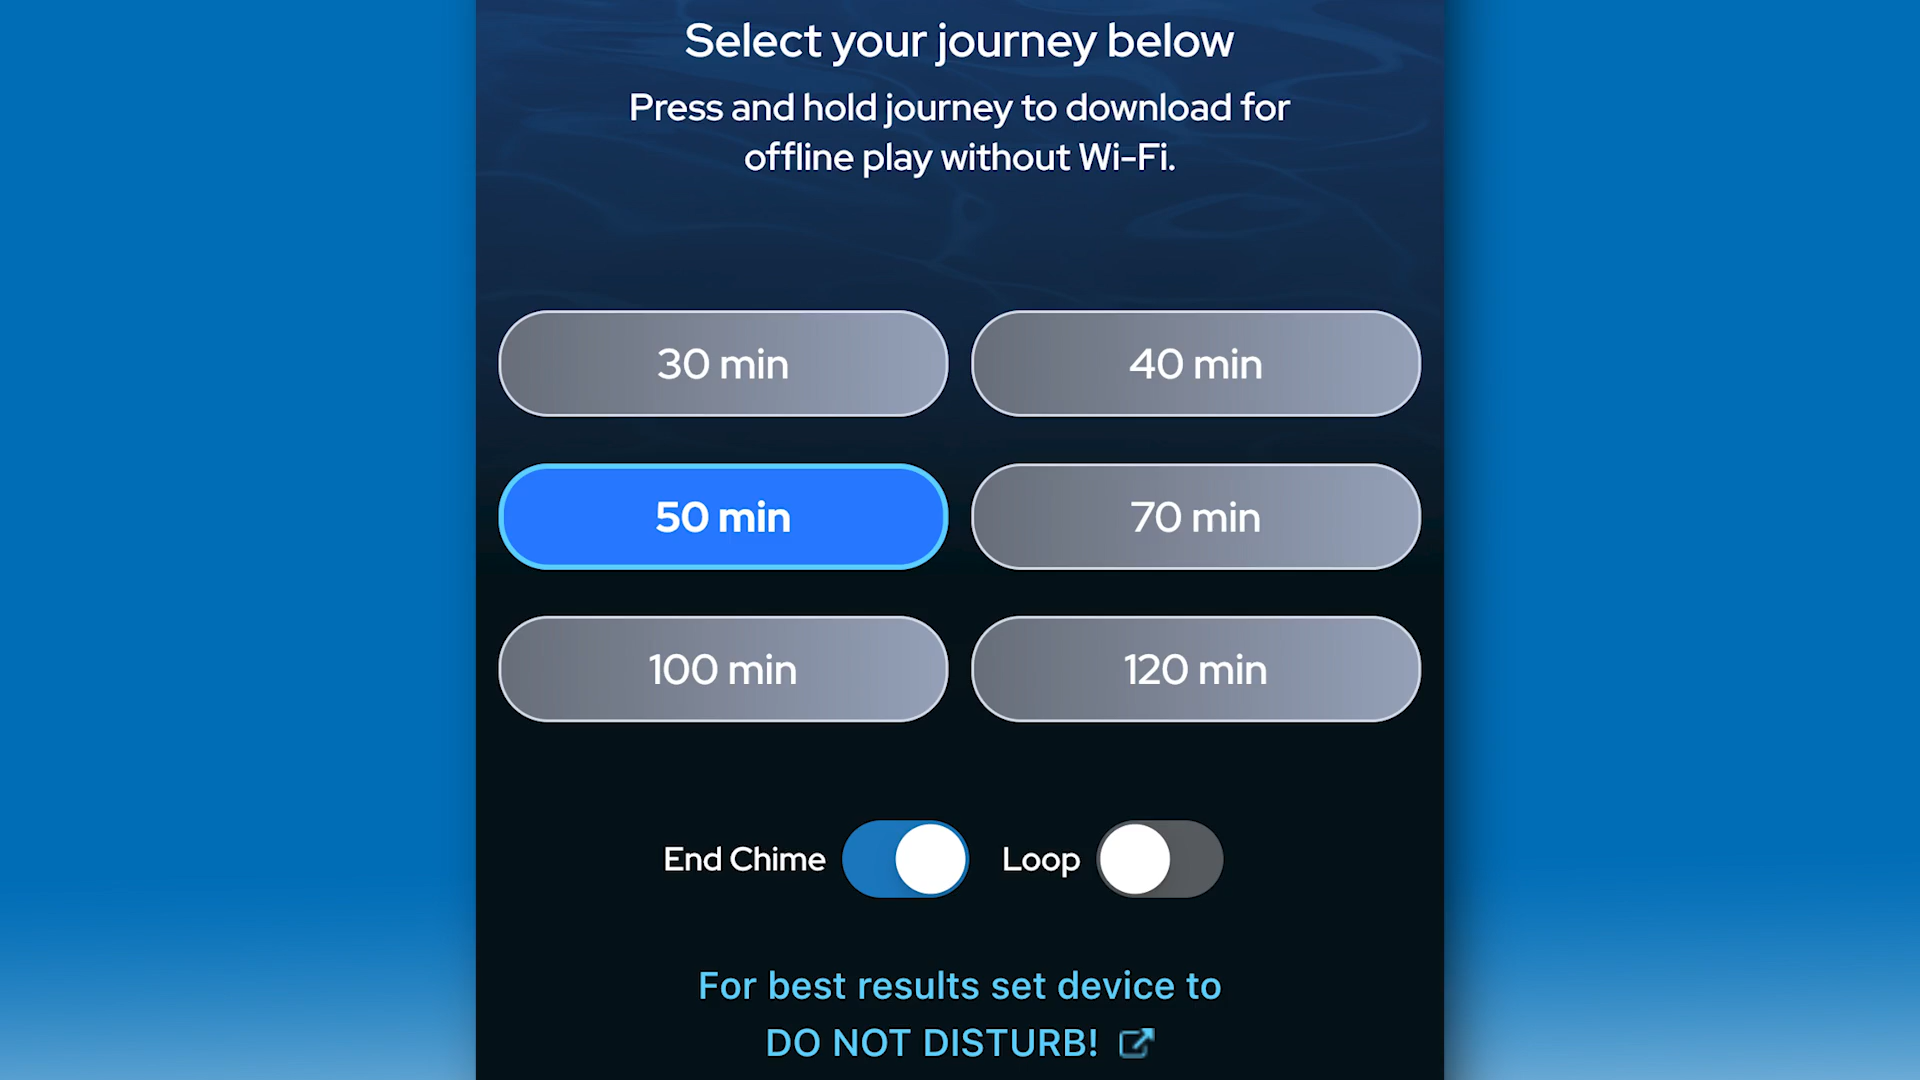 Select your journey below
Press and hold journey to download for
offline play without Wi-Fi.
30 min
40 min
50 min
70 min
100 min
120 min
End Chime
Loop
For best results set device to
DO NOT DISTURB!